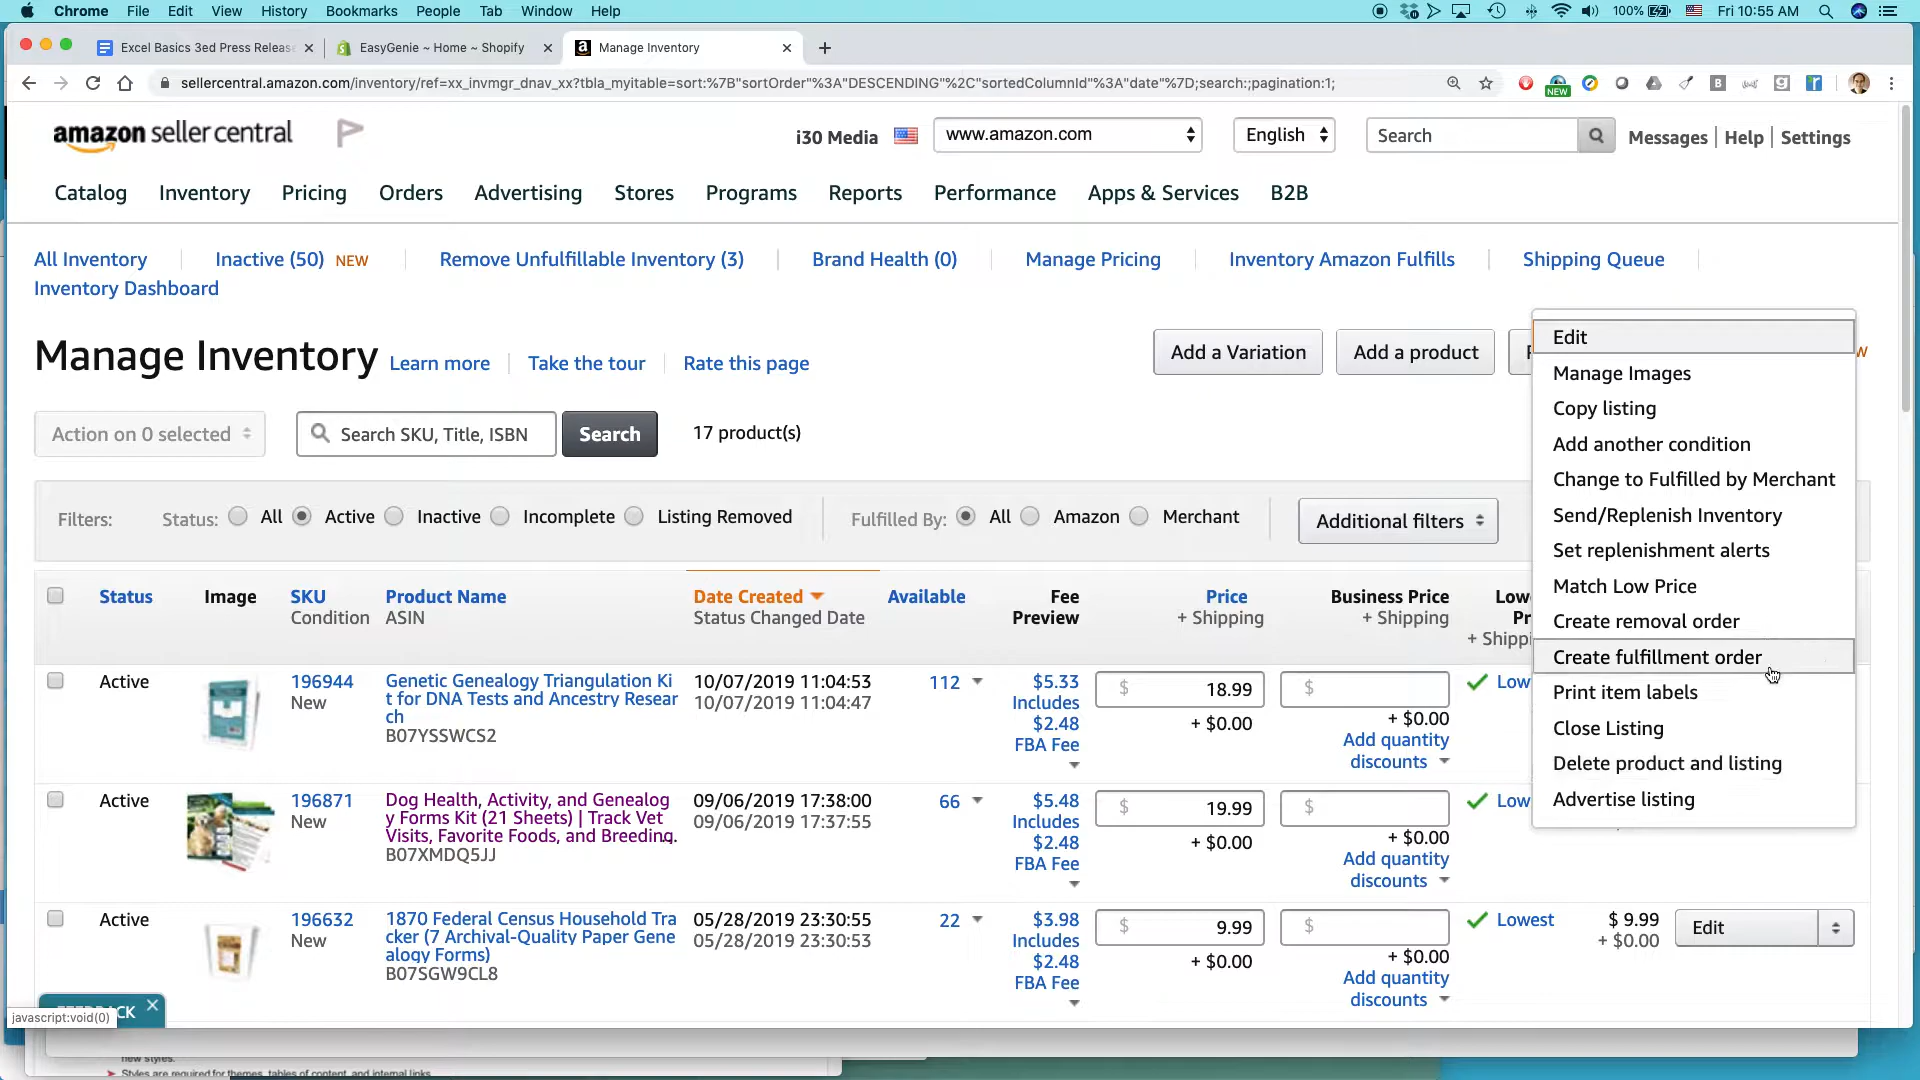 Chrome File Edit View History Bookmarks People Tab Window Help 100% Fri 10:55 AM
Excel Basics 3ed Press Release EasyGenie ~ Home ~ Shopify Manage Inventory
sellercentral.amazon.com/inventory/ref=xx_invmgr_dnav_xx?tbla_myitable=sort:%7B"sortOrder"%3A"DESCENDING"%2C"sortedColumnId"%3A"date"%7D;search:;pagination:1; NEW
amazon seller central i30 Media www.amazon.com English Search Messages Help Settings
Catalog Inventory Pricing Orders Advertising Stores Programs Reports Performance Apps & Services B2B
All Inventory Inactive (50) NEW Remove Unfulfillable Inventory (3) Brand Health (0) Manage Pricing Inventory Amazon Fulfills Shipping Queue
Inventory Dashboard
Manage Inventory Learn more Take the tour Rate this page Add a Variation Add a product
Action on 0 selected Search SKU, Title, ISBN Search 17 product(s)
Filters: Status: All Active Inactive Incomplete Listing Removed Fulfilled By: All Amazon Merchant Additional filters
Edit
Manage Images
Copy listing
Add another condition
Change to Fulfilled by Merchant
Send/Replenish Inventory
Set replenishment alerts
Match Low Price
Create removal order
Create fulfillment order
Print item labels
Close Listing
Delete product and listing
Advertise listing
Status Image SKU Product Name Date Created Available Fee Price Business Price
Condition ASIN Status Changed Date Preview + Shipping + Shipping
Active 196944 Genetic Genealogy Triangulation Ki 10/07/2019 11:04:53 112 $5.33 $ 18.99 $ Low
New t for DNA Tests and Ancestry Resear 10/07/2019 11:04:47 Includes
ch $2.48 + $0.00 + $0.00
B07YSSWCS2 FBA Fee Add quantity
discounts
Active 196871 Dog Health, Activity, and Genealog 09/06/2019 17:38:00 66 $5.48 $ 19.99 $ Low
New y Forms Kit (21 Sheets) | Track Vet 09/06/2019 17:37:55 Includes
Visits, Favorite Foods, and Breeding. $2.48 + $0.00 + $0.00
B07XMDQ5JJ FBA Fee Add quantity
discounts
Active 196632 1870 Federal Census Household Tra 05/28/2019 23:30:55 22 $3.98 $ 9.99 $ Lowest $ 9.99 Edit
New cker (7 Archival-Quality Paper Gene 05/28/2019 23:30:53 Includes + $0.00
alogy Forms) $2.48 + $0.00 + $0.00
B07SGW9CL8 FBA Fee Add quantity
discounts
javascript:void(0)
new styles.
Styles are required for themes, tables of content, and internal links.